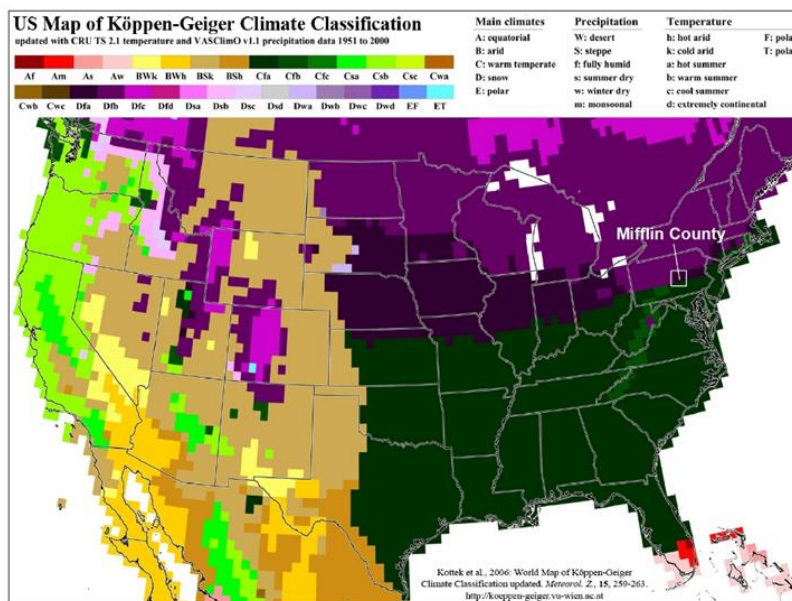 US Map of Köppen-Geiger Climate Classification
updated with CRU TS 2.1 temperature and VASClimO v1.1 precipitation data 1951 to 2000
Af Am As Aw BWk BWh BSk BSh Cfa Cfb Cfc Csa Csb Csc Cwa
Cwb Cwc Dfa Dfb Dfc Dfd Dsa Dsb Dsc Dsd Dwa Dwb Dwc Dwd EF ET
Main climates
A: equatorial
B: arid
C: warm temperate
D: snow
E: polar
Precipitation
W: desert
S: steppe
f: fully humid
s: summer dry
w: winter dry
m: monsoonal
Temperature
h: hot arid
k: cold arid
a: hot summer
b: warm summer
c: cool summer
d: extremely continental
F: pola
T: pola
Mifflin County
Kottek et al., 2006: World Map of Köppen-Geiger
Climate Classification updated. Meteorol. Z., 15, 259-263.
http://koeppen-geiger.vu-wien.ac.at